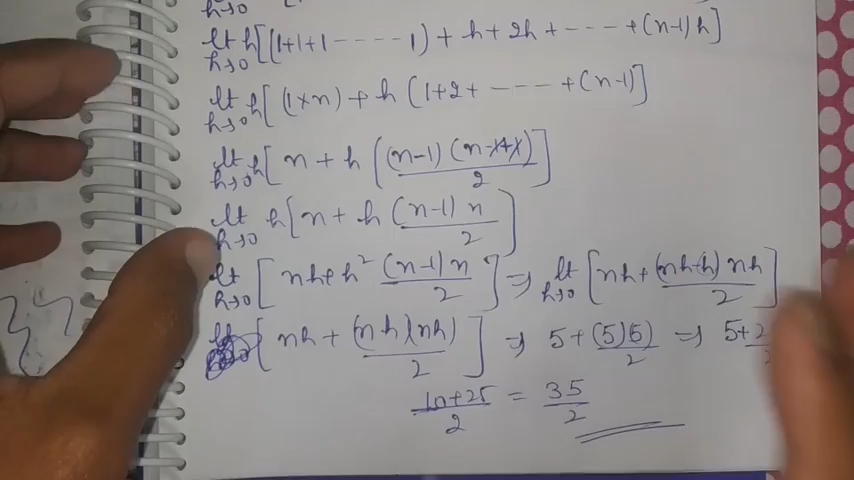 h→0
lt h[(1+1+1-----1)+h+2h+----+(n-1)h]
h→0
lt h[(1×n)+h(1+2+----+(n-1)]
h→0
lt h[n+h((n-1)(n-1+1)/2)]
h→0
lt h[n+h (n-1) n/2]
h→0
lt [nh+h² (n-1)n/2] ⇒ lt [nh+(nh-h) nh/2]
h→0 h→0
[nh+(nh)(nh)/2] ⇒ 5+(5)(5)/2 ⇒ 5+2
10+25/2 = 35/2